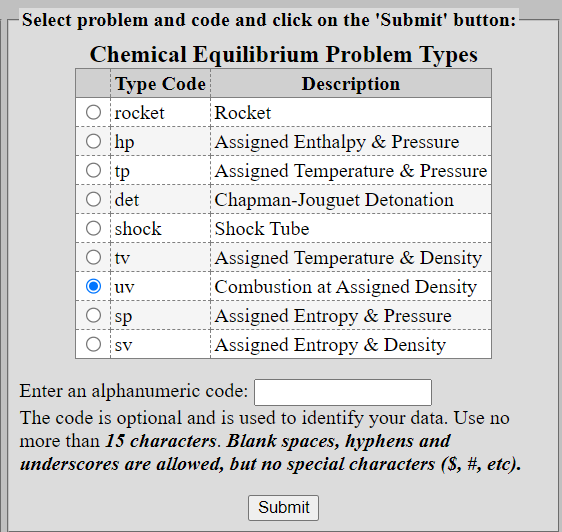 Select problem and code and click on the 'Submit' button:
Chemical Equilibrium Problem Types
Type Code Description
rocket Rocket
hp Assigned Enthalpy & Pressure
tp Assigned Temperature & Pressure
det Chapman-Jouguet Detonation
shock Shock Tube
tv Assigned Temperature & Density
uv Combustion at Assigned Density
sp Assigned Entropy & Pressure
sv Assigned Entropy & Density
Enter an alphanumeric code:
The code is optional and is used to identify your data. Use no
more than 15 characters. Blank spaces, hyphens and
underscores are allowed, but no special characters ($, #, etc).
Submit